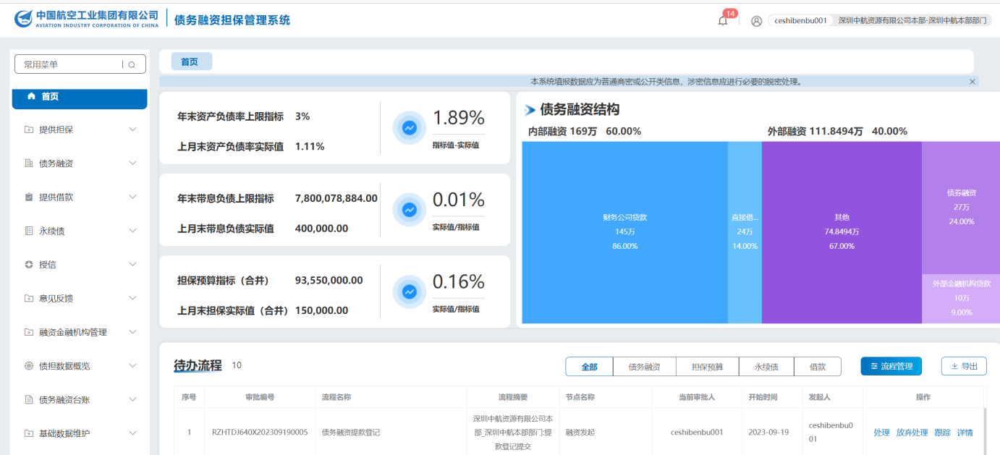 中国航空工业集团有限公司
AVIATION INDUSTRY CORPORATION OF CHINA
债务融资担保管理系统
14
ceshibenbu001
深圳中航资源有限公司本部-深圳中航本部部门
常用菜单
首页
提供担保
债务融资
提供借款
永续债
授信
意见反馈
融资金融机构管理
债担数据概览
债务融资台账
基础数据维护
首页
本系统填报数据应为普通商密或公开类信息，涉密信息应进行必要的脱密处理。
年末资产负债率上限指标 3%
上月末资产负债率实际值 1.11%
1.89%
指标值-实际值
年末带息负债上限指标 7,800,078,884.00
上月末带息负债实际值 400,000.00
0.01%
实际值/指标值
担保预算指标（合并） 93,550,000.00
上月末担保实际值（合并） 150,000.00
0.16%
实际值/指标值
债务融资结构
内部融资 169万 60.00%
外部融资 111.8494万 40.00%
财务公司贷款
145万
86.00%
直接借...
24万
14.00%
其他
74.8494万
67.00%
债券融资
27万
24.00%
外部金融机构贷款
10万
9.00%
待办流程 10
全部 债务融资 担保预算 永续债 借款
流程管理
导出
序号 审批编号 流程名称 流程摘要 节点名称 当前审批人 开始时间 发起人 操作
1 RZHTDJ640X202309190005 债务融资提款登记
深圳中航资源有限公司本
部_深圳中航本部部门:提
款登记提交
融资发起
ceshibenbu001
2023-09-19
ceshibenbu0
01
处理 放弃处理 跟踪 详情